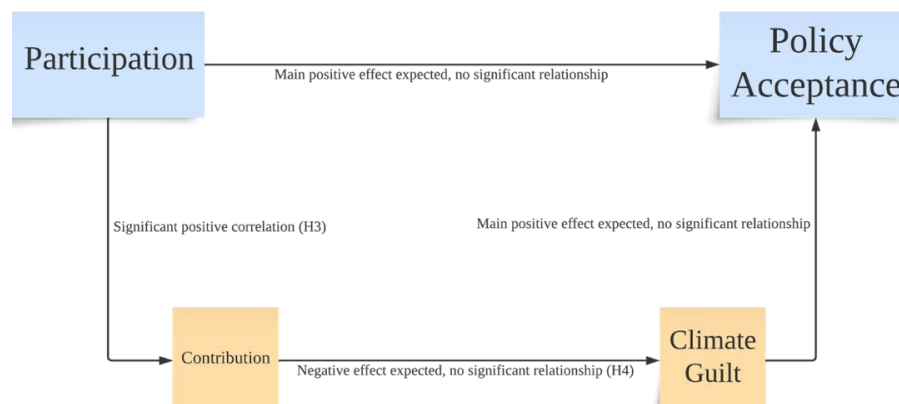 Participation
Main positive effect expected, no significant relationship
Policy
Acceptance
Significant positive correlation (H3)
Main positive effect expected, no significant relationship
Contribution
Negative effect expected, no significant relationship (H4)
Climate
Guilt